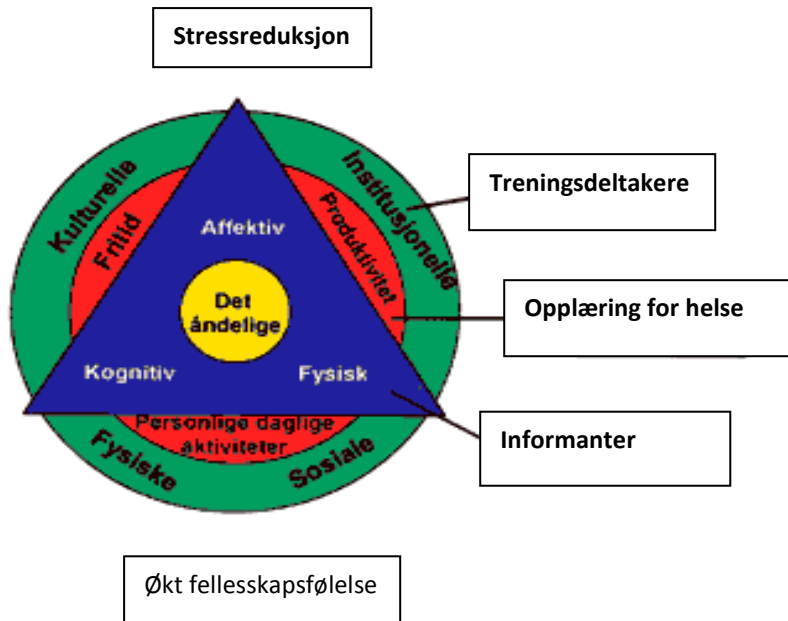 Stressreduksjon
Kulturelle
Institusjonelle
Fritid
Produktivitet
Treningsdeltakere
Affektiv
Det
åndelige
Opplæring for helse
Kognitiv
Fysisk
Personlige daglige
aktiviteter
Informanter
Fysiske
Sosiale
Økt fellesskapsfølelse